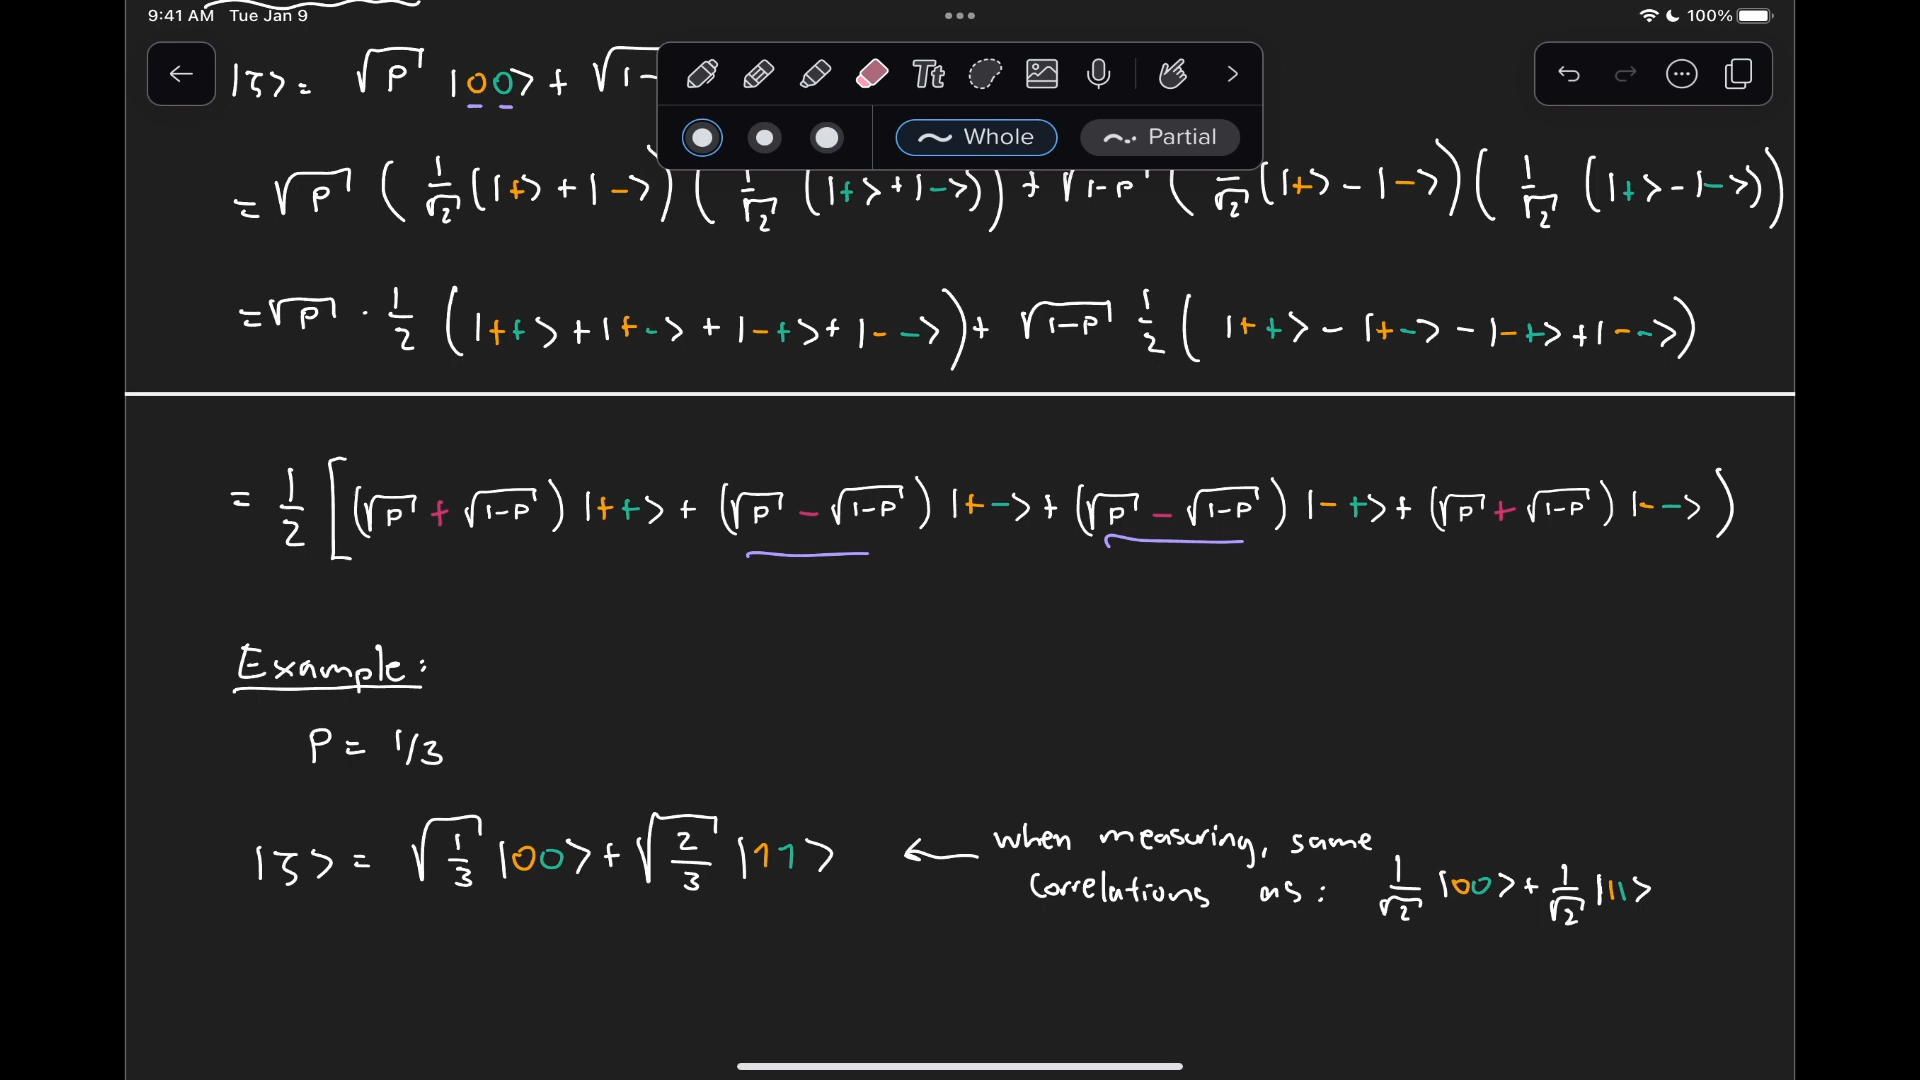 9:41 AM Tue Jan 9
100%
|ζ⟩ = √p |00⟩ + √1-
Tt
Whole Partial
= √p ( 1/√2 (|+⟩ + |-⟩) ( 1/√2 (|+⟩ + |-⟩)) + √1-p ( 1/√2 (|+⟩ - |-⟩) ( 1/√2 (|+⟩ - |-⟩))
= √p · 1/2 (|++⟩ + |+-⟩ + |-+⟩ + |--⟩) + √1-p 1/2 ( |++⟩ - |+-⟩ - |-+⟩ + |--⟩)
= 1/2 [(√p + √1-p) |++⟩ + (√p - √1-p) |+-⟩ + (√p - √1-p) |-+⟩ + (√p + √1-p) |--⟩)
Example:
P = 1/3
|ζ⟩ = √1/3 |00⟩ + √2/3 |11⟩ ← when measuring, same
correlations as: 1/√2 |00⟩ + 1/√2 |11⟩